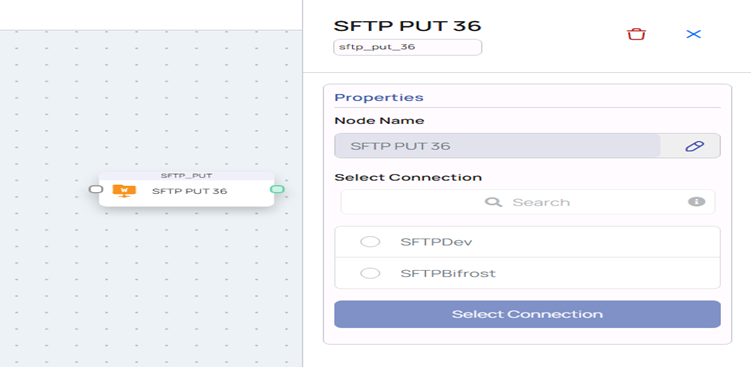 SFTP PUT 36
sftp_put_36
Properties
Node Name
SFTP PUT 36
Select Connection
Search
SFTPDev
SFTPBifrost
Select Connection
SFTP_PUT
W
SFTP PUT 36